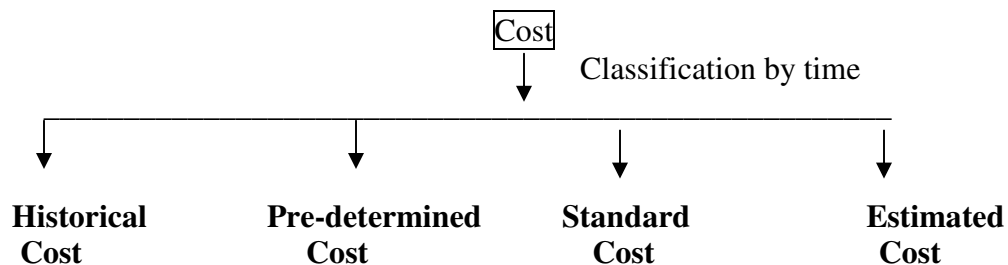 Cost
Classification by time
Historical Pre-determined Standard Estimated
Cost Cost Cost Cost